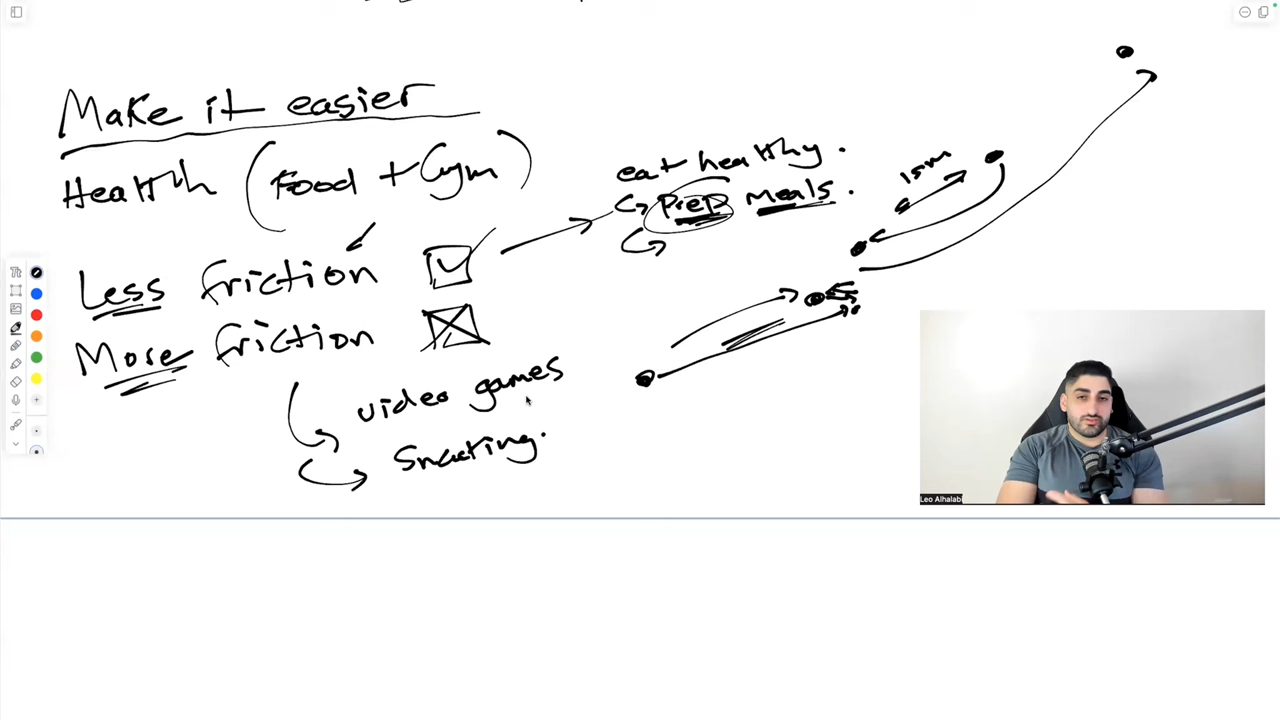 Make it easier
Health (Food + Gym)
Less friction
More friction
video games
Snacking.
eat healthy.
Prep Meals.
15m
Tt
Leo Alhalabi